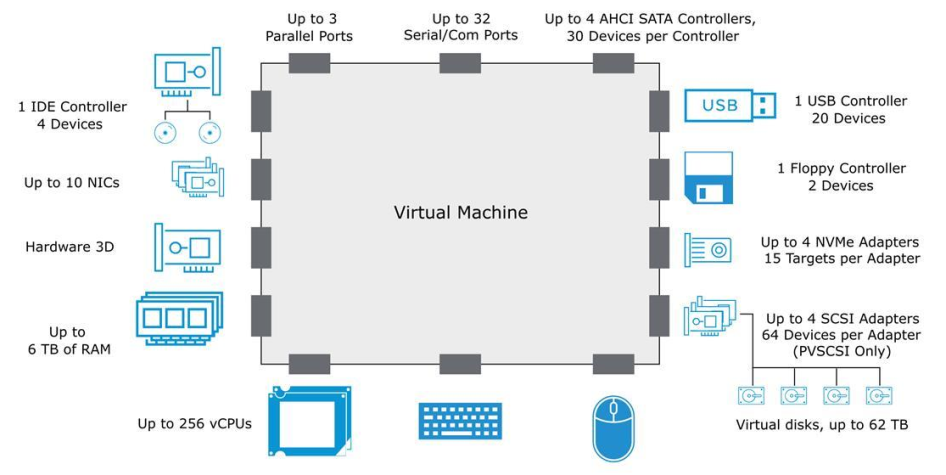 Up to 3
Parallel Ports
Up to 32
Serial/Com Ports
Up to 4 AHCI SATA Controllers,
30 Devices per Controller
1 IDE Controller
4 Devices
Up to 10 NICs
Hardware 3D
Up to
6 TB of RAM
Up to 256 vCPUs
Virtual Machine
USB
1 USB Controller
20 Devices
1 Floppy Controller
2 Devices
Up to 4 NVMe Adapters
15 Targets per Adapter
Up to 4 SCSI Adapters
64 Devices per Adapter
(PVSCSI Only)
Virtual disks, up to 62 TB